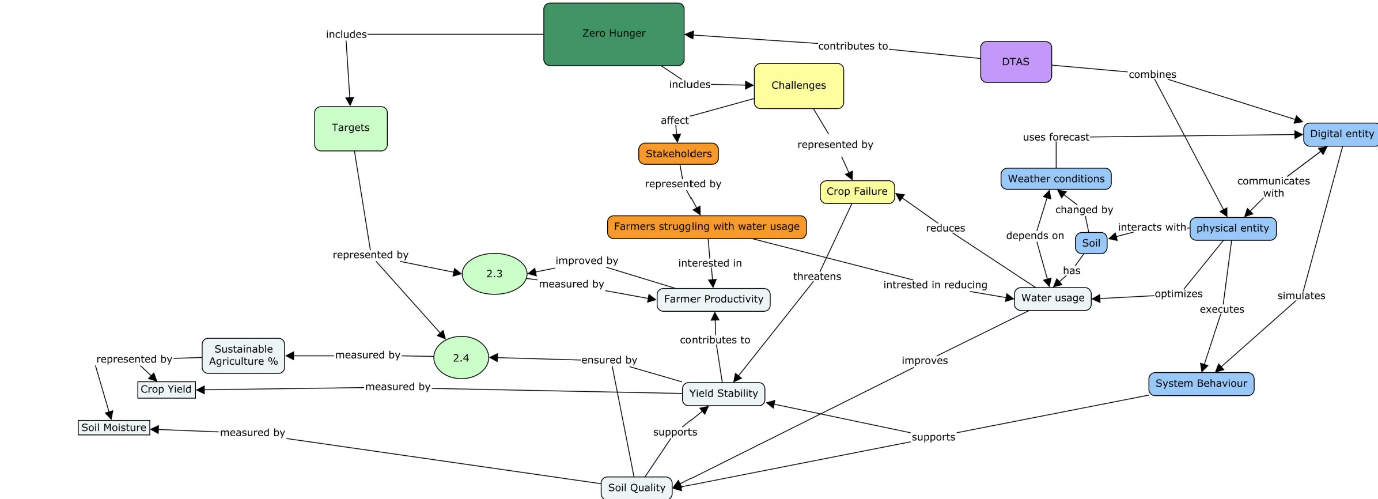 Zero Hunger
includes
contributes to
DTAS
combines
includes
Challenges
Targets
affect
Digital entity
uses forecast
represented by
Stakeholders
Weather conditions
communicates
with
represented by
Crop Failure
changed by
Farmers struggling with water usage
reduces
depends on
Soil
interacts with
physical entity
represented by
improved by
interested in
has
2.3
measured by
threatens
intrested in reducing
Farmer Productivity
Water usage
optimizes
simulates
executes
contributes to
Sustainable
Agriculture %
represented by
measured by
2.4
ensured by
improves
Crop Yield
measured by
Yield Stability
System Behaviour
Soil Moisture
measured by
supports
supports
Soil Quality